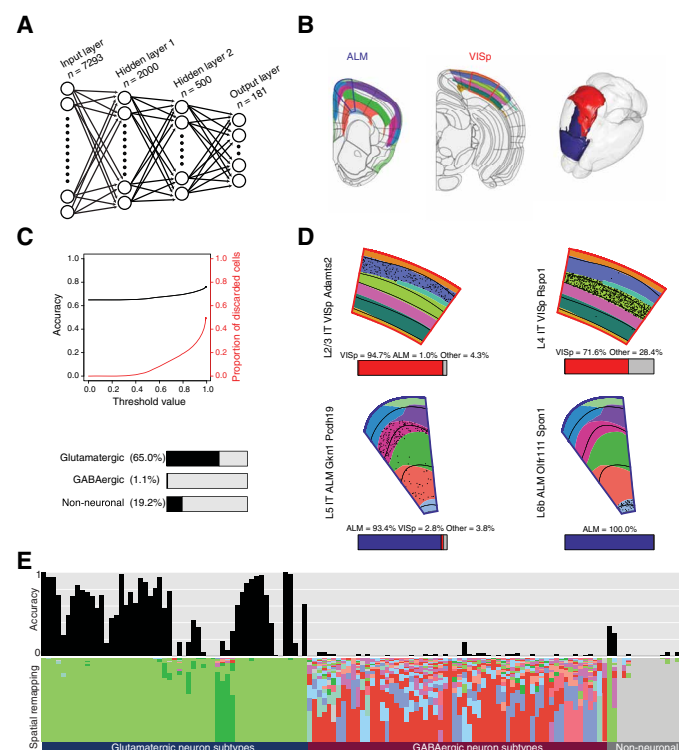 A
Input layer
n = 7293
Hidden layer 1
n = 2000
Hidden layer 2
n = 500
Output layer
n = 181
B
ALM
VISp
C
1.0
0.8
0.6
0.4
0.2
0.0
Accuracy
1.0
0.8
0.6
0.4
0.2
0.0
Proportion of discarded cells
0.0 0.2 0.4 0.6 0.8 1.0
Threshold value
Glutamatergic (65.0%)
GABAergic (1.1%)
Non-neuronal (19.2%)
D
L2/3 IT VISp Adamts2
VISp = 94.7% ALM = 1.0% Other = 4.3%
L4 IT VISp Rspo1
VISp = 71.6% Other = 28.4%
L5 IT ALM Gkn1 Pcdh19
ALM = 93.4% VISp = 2.8% Other = 3.8%
L6b ALM Olfr111 Spon1
ALM = 100.0%
E
1
0
Accuracy
Spatial remapping
Glutamatergic neuron subtypes
GABAergic neuron subtypes
Non-neuronal